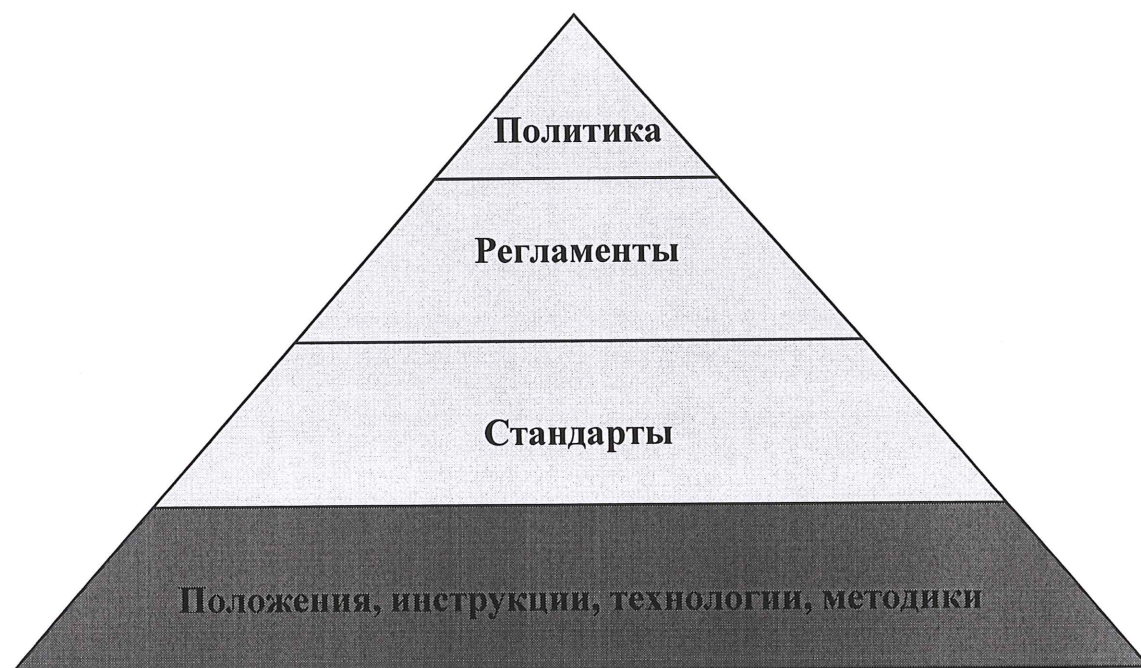 Политика
Регламенты
Стандарты
Положения, инструкции, технологии, методики